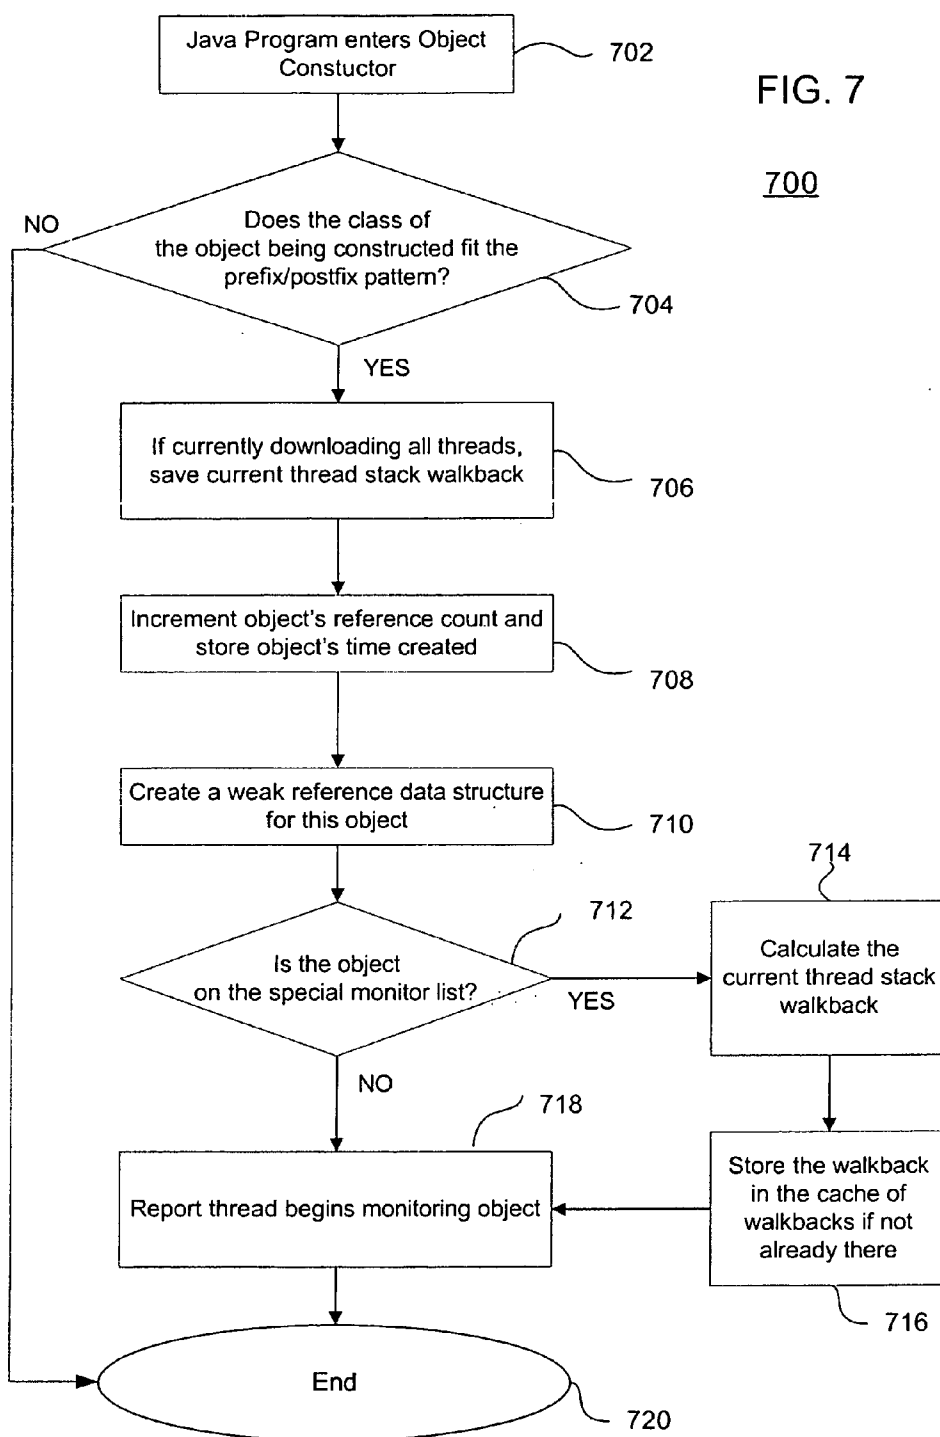 Java Program enters Object
Constuctor
702
FIG. 7
700
NO
Does the class of
the object being constructed fit the
prefix/postfix pattern?
704
YES
If currently downloading all threads,
save current thread stack walkback
706
Increment object's reference count and
store object's time created
708
Create a weak reference data structure
for this object
710
712
Is the object
on the special monitor list?
YES
714
Calculate the
current thread stack
walkback
NO
718
Report thread begins monitoring object
Store the walkback
in the cache of
walkbacks if not
already there
716
End
720